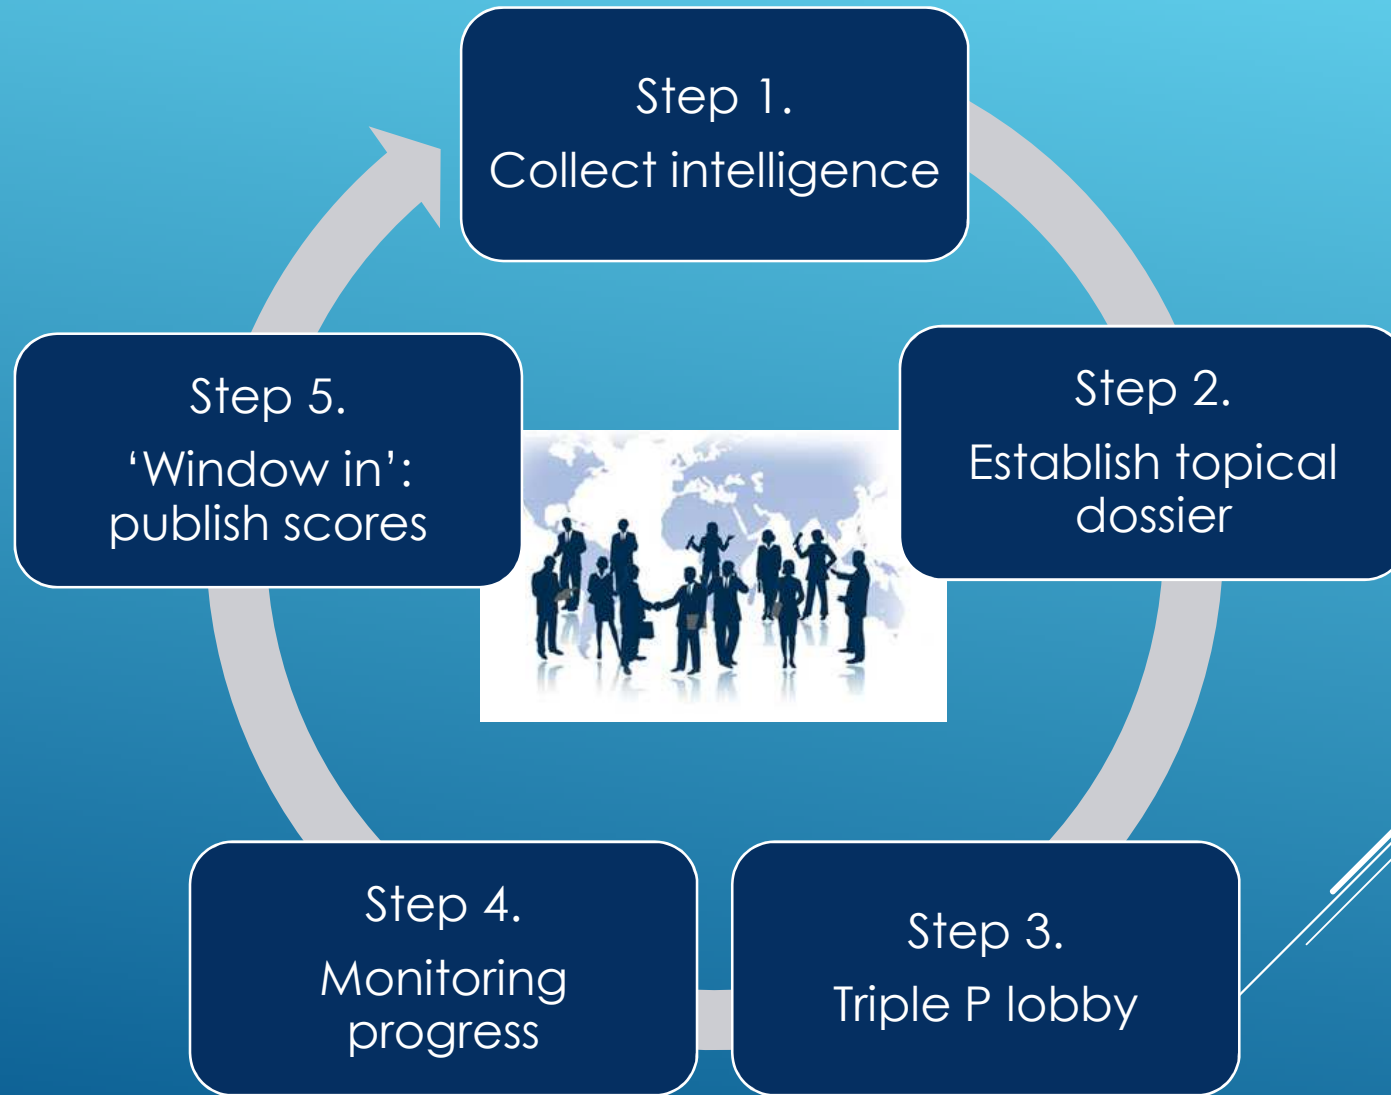 Step 1.
Collect intelligence
Step 2.
Establish topical
dossier
Step 3.
Triple P lobby
Step 4.
Monitoring
progress
Step 5.
‘Window in’:
publish scores